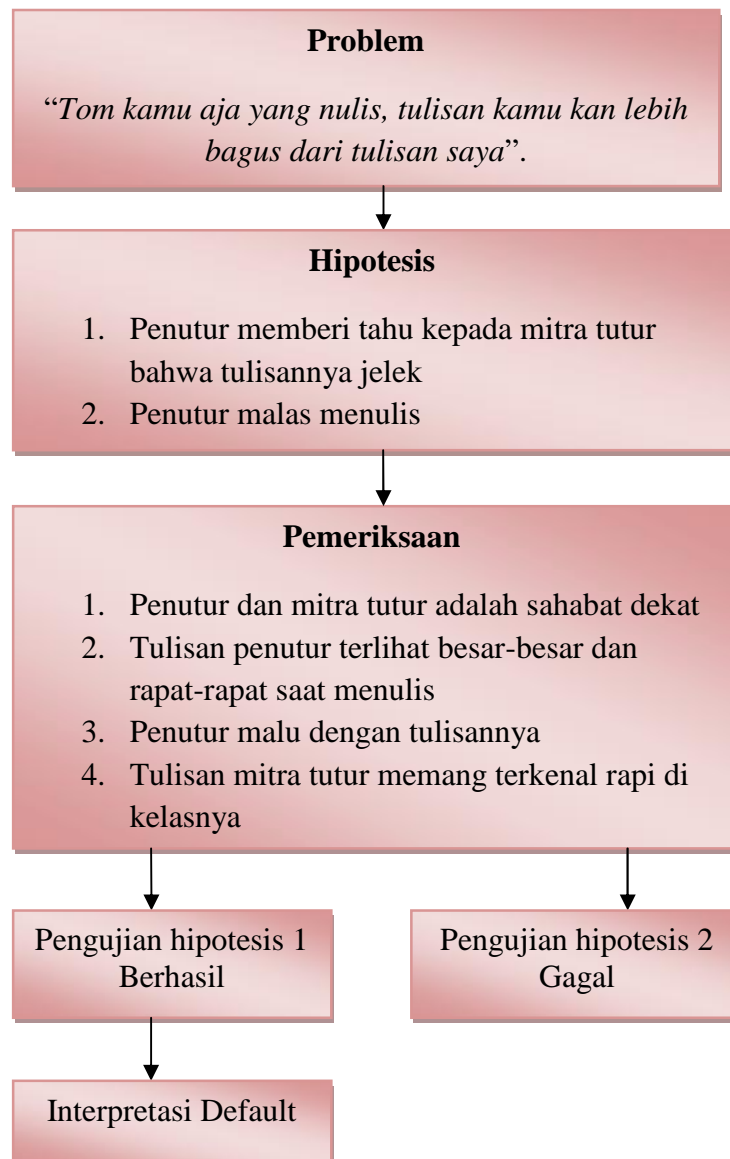 Problem
“Tom kamu aja yang nulis, tulisan kamu kan lebih
bagus dari tulisan saya”.
Hipotesis
1. Penutur memberi tahu kepada mitra tutur
bahwa tulisannya jelek
2. Penutur malas menulis
Pemeriksaan
1. Penutur dan mitra tutur adalah sahabat dekat
2. Tulisan penutur terlihat besar-besar dan
rapat-rapat saat menulis
3. Penutur malu dengan tulisannya
4. Tulisan mitra tutur memang terkenal rapi di
kelasnya
Pengujian hipotesis 1
Berhasil
Pengujian hipotesis 2
Gagal
Interpretasi Default